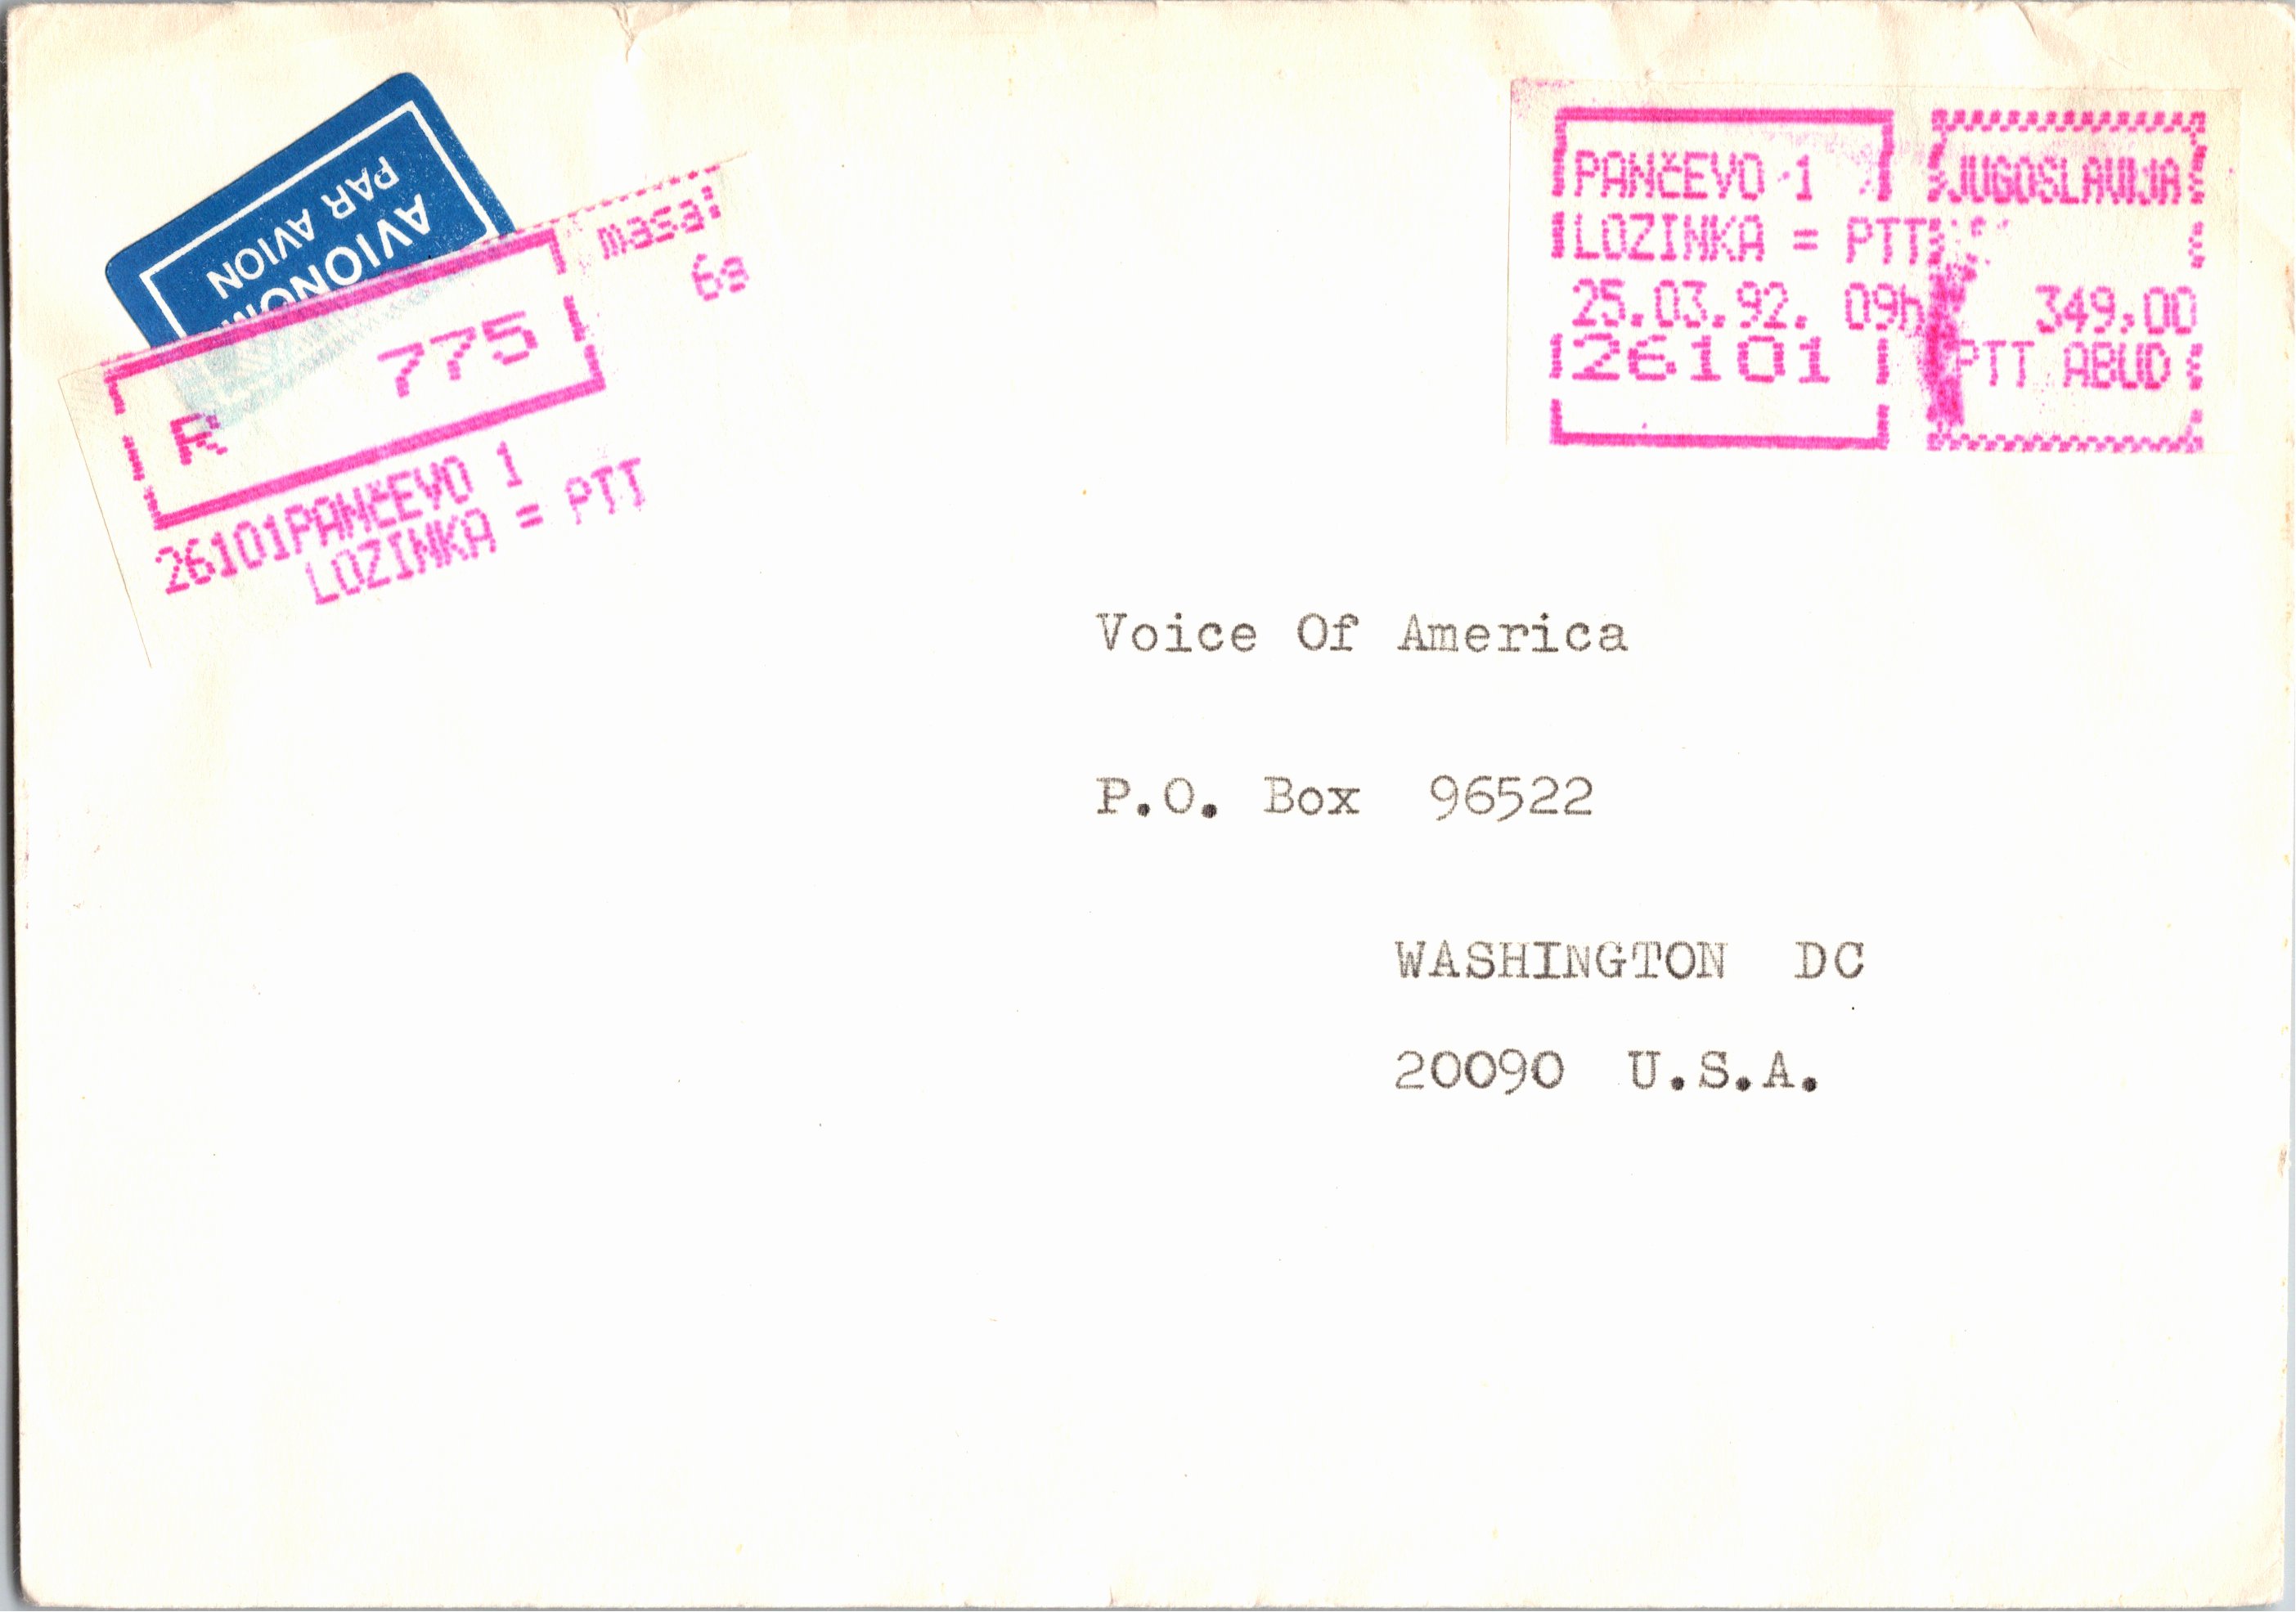 AVIONOM
PAR AVION
masa:
6g
R 775
26101PANČEVO 1
LOZINKA = PTT
PANČEVO 1
LOZINKA = PTT
25.03.92. 09h
26101
JUGOSLAVIJA
349,00
PTT ABUD
Voice Of America
P.O. Box 96522
WASHINGTON DC
20090 U.S.A.